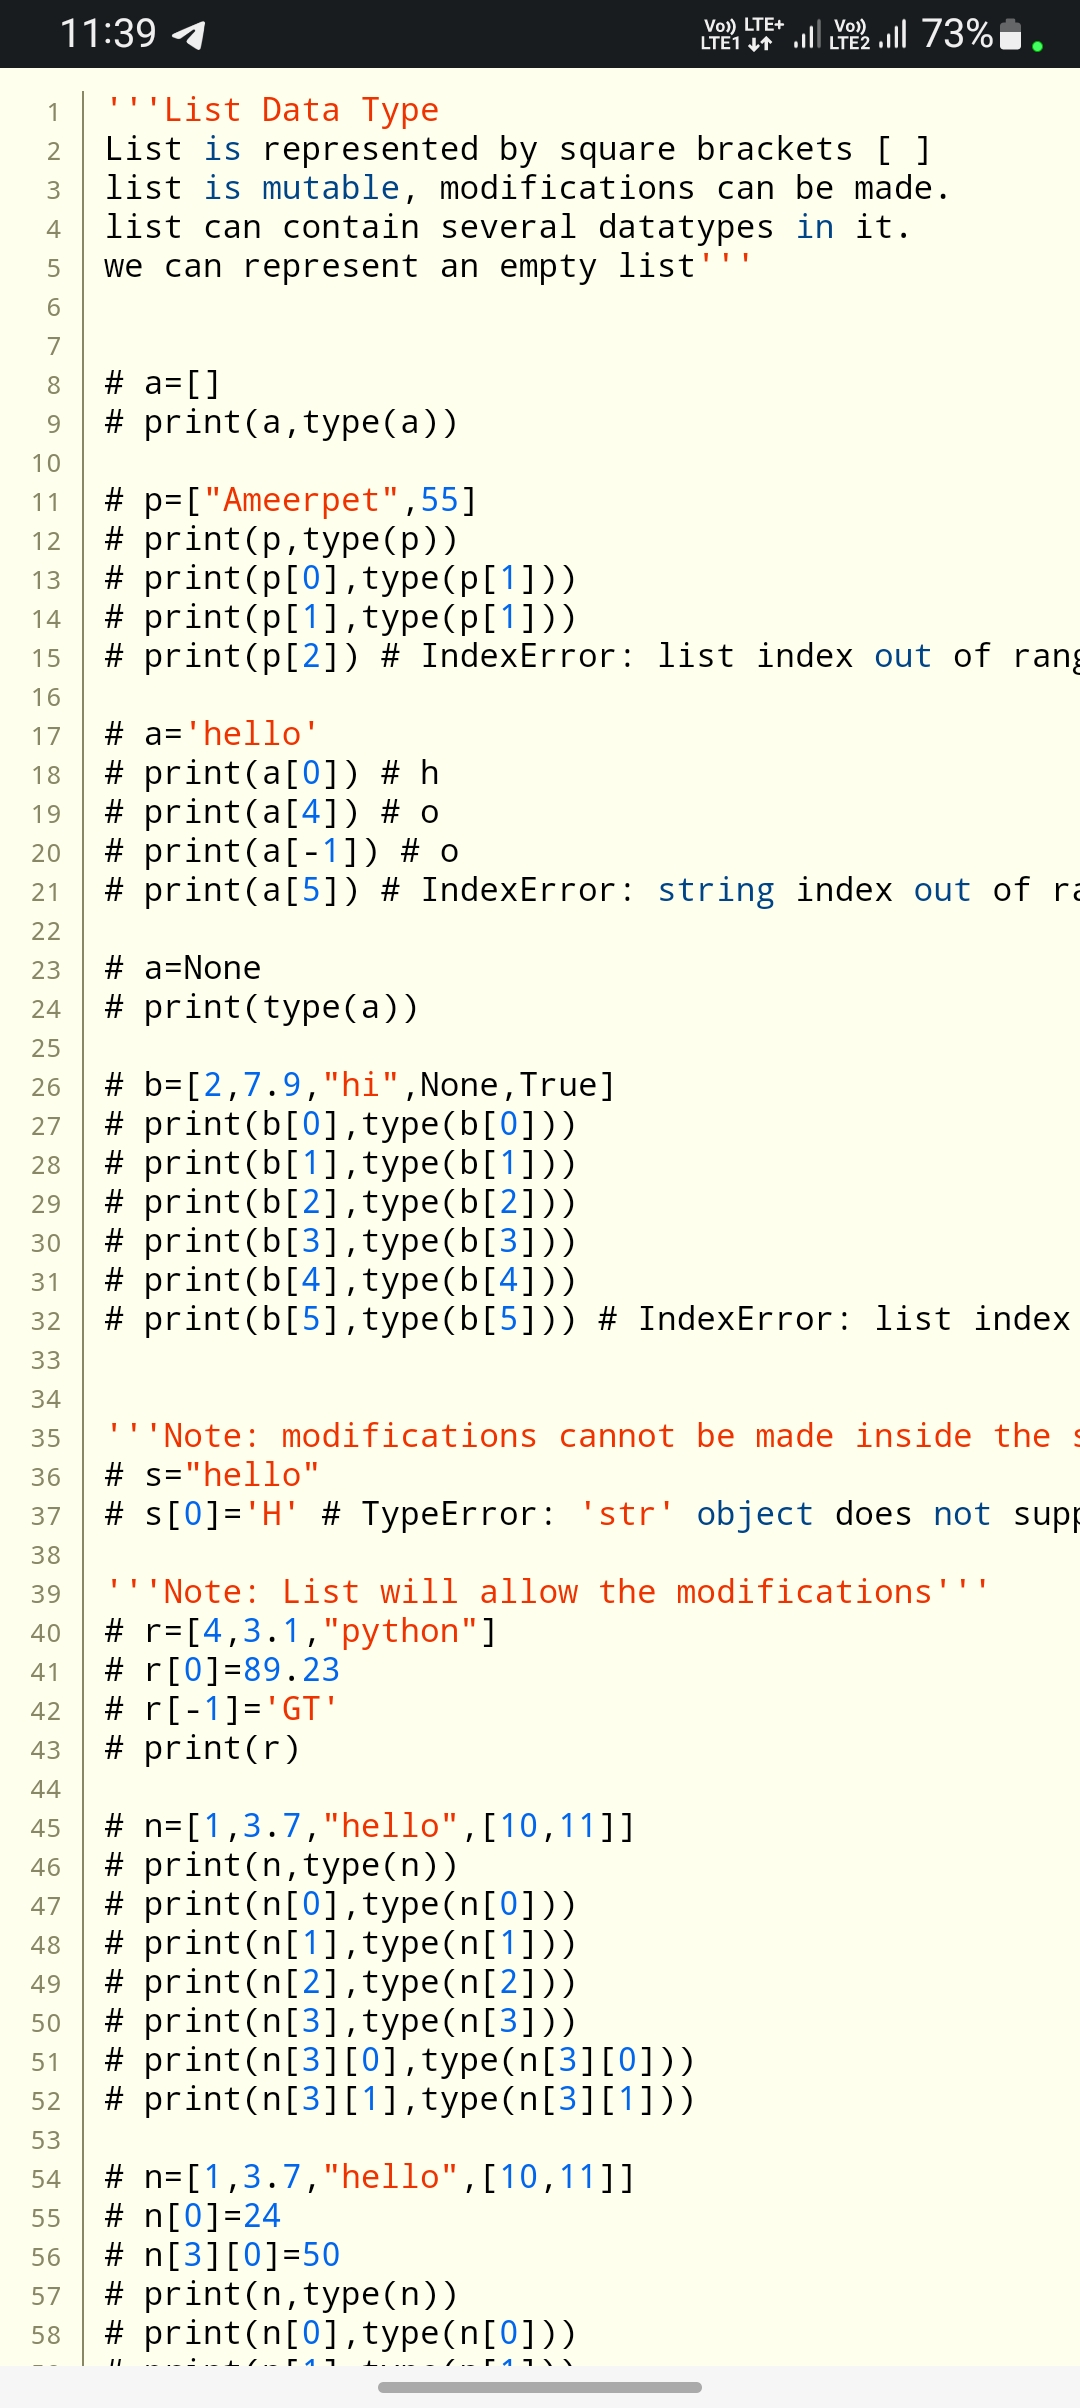 11:39
Vo)) LTE1 LTE+ Vo)) LTE2 73%
1 '''List Data Type
2 List is represented by square brackets [ ]
3 list is mutable, modifications can be made.
4 list can contain several datatypes in it.
5 we can represent an empty list'''
6
7
8 # a=[]
9 # print(a,type(a))
10
11 # p=["Ameerpet",55]
12 # print(p,type(p))
13 # print(p[0],type(p[1]))
14 # print(p[1],type(p[1]))
15 # print(p[2]) # IndexError: list index out of rang
16
17 # a='hello'
18 # print(a[0]) # h
19 # print(a[4]) # o
20 # print(a[-1]) # o
21 # print(a[5]) # IndexError: string index out of ra
22
23 # a=None
24 # print(type(a))
25
26 # b=[2,7.9,"hi",None,True]
27 # print(b[0],type(b[0]))
28 # print(b[1],type(b[1]))
29 # print(b[2],type(b[2]))
30 # print(b[3],type(b[3]))
31 # print(b[4],type(b[4]))
32 # print(b[5],type(b[5])) # IndexError: list index
33
34
35 '''Note: modifications cannot be made inside the s
36 # s="hello"
37 # s[0]='H' # TypeError: 'str' object does not supp
38
39 '''Note: List will allow the modifications'''
40 # r=[4,3.1,"python"]
41 # r[0]=89.23
42 # r[-1]='GT'
43 # print(r)
44
45 # n=[1,3.7,"hello",[10,11]]
46 # print(n,type(n))
47 # print(n[0],type(n[0]))
48 # print(n[1],type(n[1]))
49 # print(n[2],type(n[2]))
50 # print(n[3],type(n[3]))
51 # print(n[3][0],type(n[3][0]))
52 # print(n[3][1],type(n[3][1]))
53
54 # n=[1,3.7,"hello",[10,11]]
55 # n[0]=24
56 # n[3][0]=50
57 # print(n,type(n))
58 # print(n[0],type(n[0]))